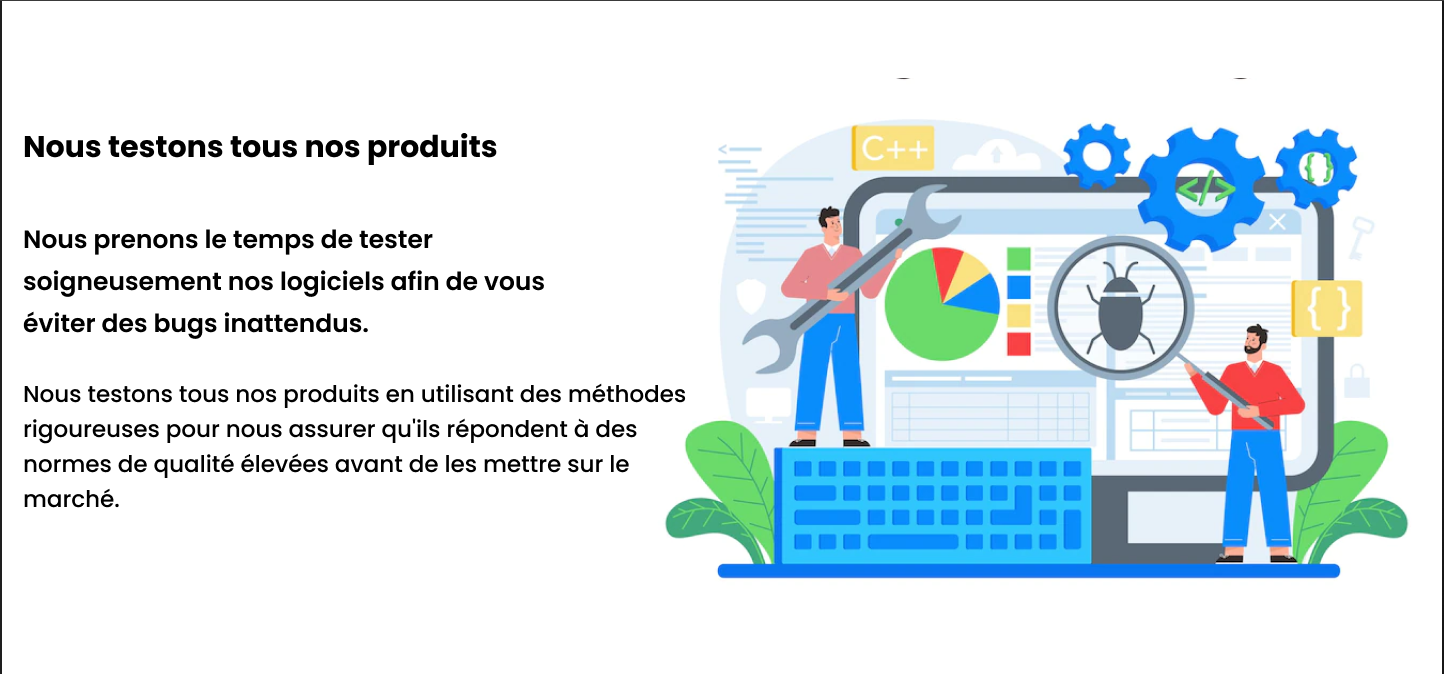 Nous testons tous nos produits
Nous prenons le temps de tester
soigneusement nos logiciels afin de vous
éviter des bugs inattendus.
Nous testons tous nos produits en utilisant des méthodes
rigoureuses pour nous assurer qu'ils répondent à des
normes de qualité élevées avant de les mettre sur le
marché.
C++
</>
{}
{}